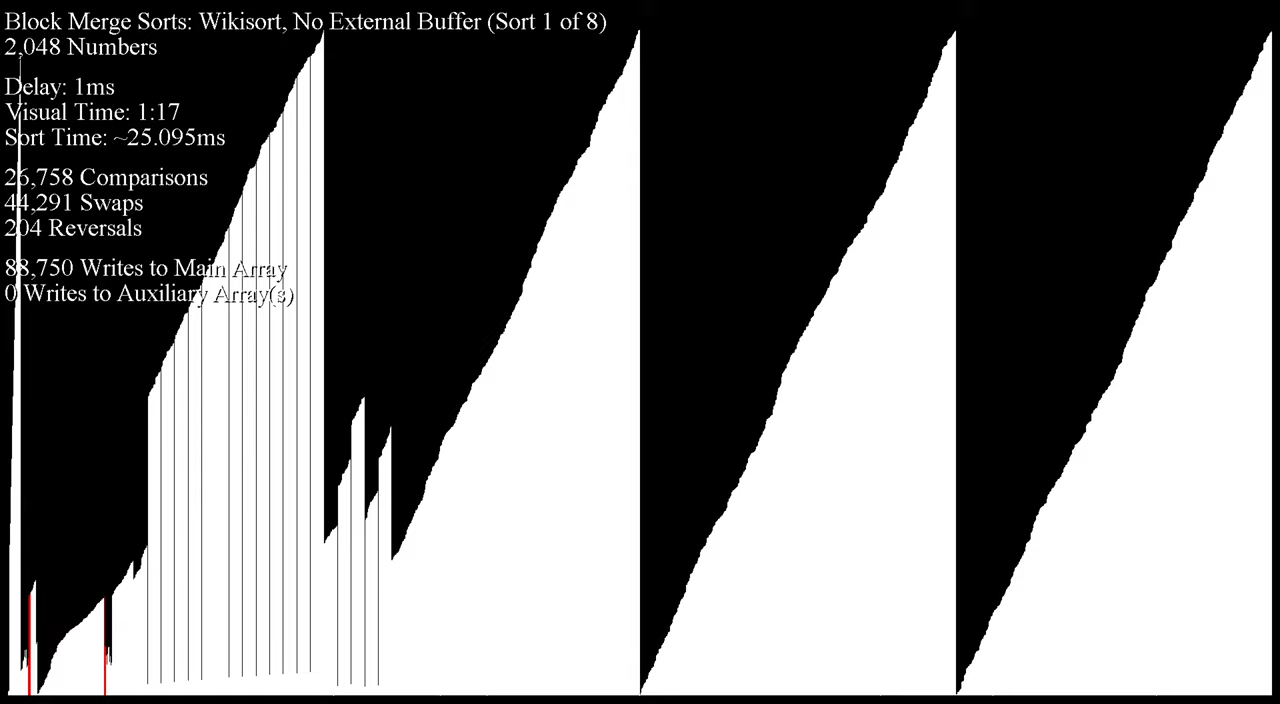 Block Merge Sorts: Wikisort, No External Buffer (Sort 1 of 8)
2,048 Numbers
Delay: 1ms
Visual Time: 1:17
Sort Time: ~25.095ms
26,758 Comparisons
44,291 Swaps
204 Reversals
88,750 Writes to Main Array
0 Writes to Auxiliary Array(s)